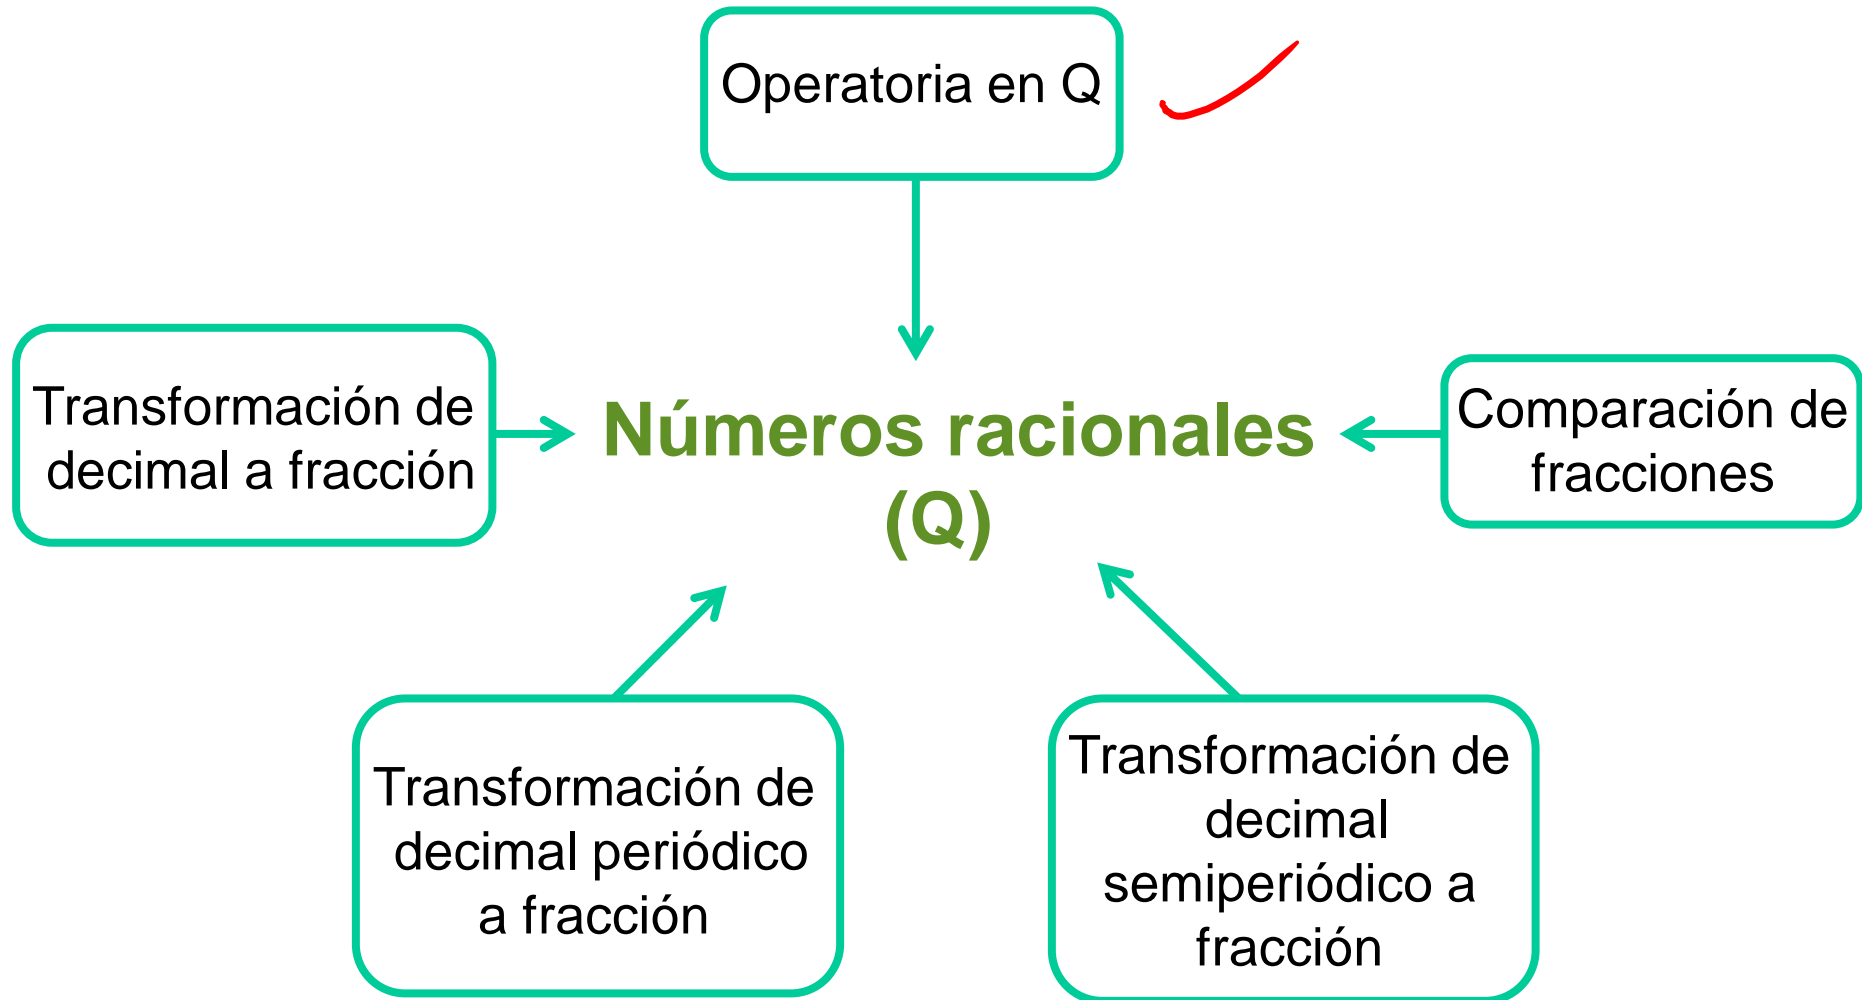 Operatoria en Q
Transformación de
decimal a fracción
Números racionales
(Q)
Comparación de
fracciones
Transformación de
decimal periódico
a fracción
Transformación de
decimal
semiperiódico a
fracción